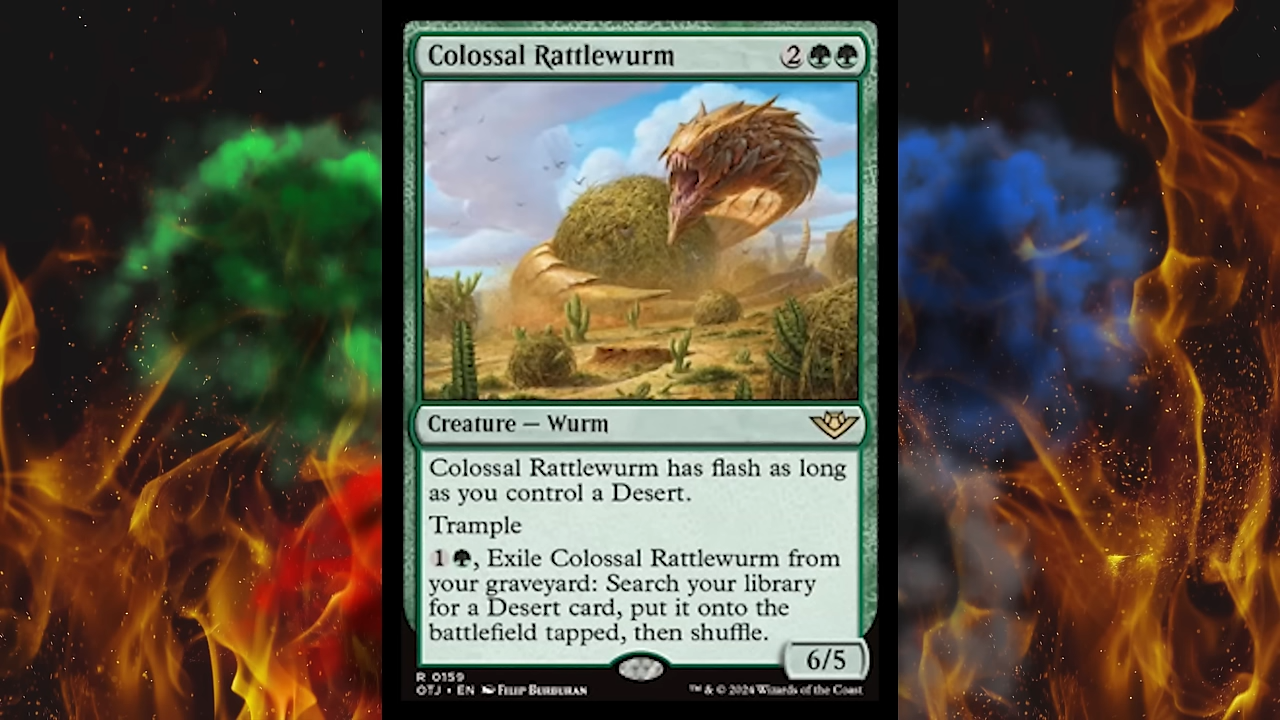 Colossal Rattlewurm 2
Creature — Wurm
Colossal Rattlewurm has flash as long
as you control a Desert.
Trample
1 , Exile Colossal Rattlewurm from
your graveyard: Search your library
for a Desert card, put it onto the
battlefield tapped, then shuffle.
6/5
R 0159
OTJ • EN Filip Burburan
™ & © 2024 Wizards of the Coast